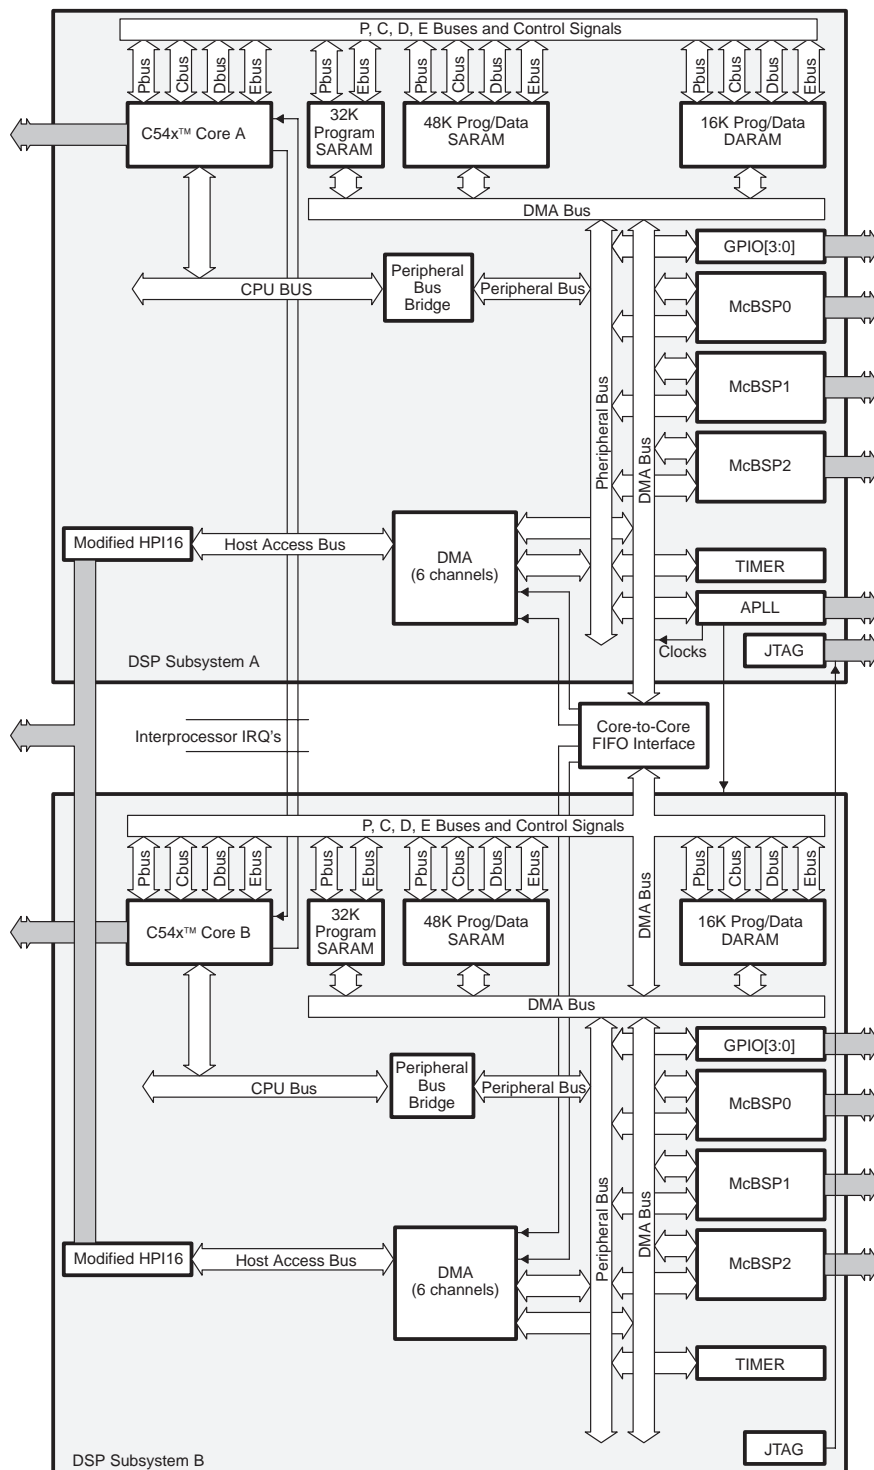 P, C, D, E Buses and Control Signals
Pbus
Cbus
Dbus
Ebus
Pbus
Ebus
Pbus
Cbus
Dbus
Ebus
Pbus
Cbus
Dbus
Ebus
C54x™ Core A
32K
Program
SARAM
48K Prog/Data
SARAM
16K Prog/Data
DARAM
DMA Bus
GPIO[3:0]
CPU BUS
Peripheral
Bus
Bridge
Peripheral Bus
McBSP0
McBSP1
Pheripheral Bus
DMA Bus
McBSP2
Modified HPI16
Host Access Bus
DMA
(6 channels)
TIMER
APLL
Clocks
JTAG
DSP Subsystem A
Interprocessor IRQ's
Core-to-Core
FIFO Interface
P, C, D, E Buses and Control Signals
Pbus
Cbus
Dbus
Ebus
Pbus
Ebus
Pbus
Cbus
Dbus
Ebus
DMA Bus
Pbus
Cbus
Dbus
Ebus
C54x™ Core B
32K
Program
SARAM
48K Prog/Data
SARAM
16K Prog/Data
DARAM
DMA Bus
GPIO[3:0]
CPU Bus
Peripheral
Bus
Bridge
Peripheral Bus
McBSP0
McBSP1
Peripheral Bus
DMA Bus
McBSP2
Modified HPI16
Host Access Bus
DMA
(6 channels)
TIMER
JTAG
DSP Subsystem B